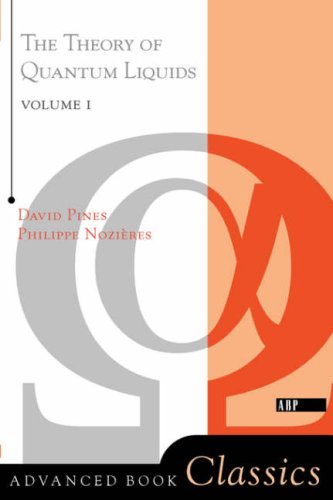 The Theory of
Quantum Liquids
Volume I
David Pines
Philippe Nozières
ABP
Advanced Book Classics